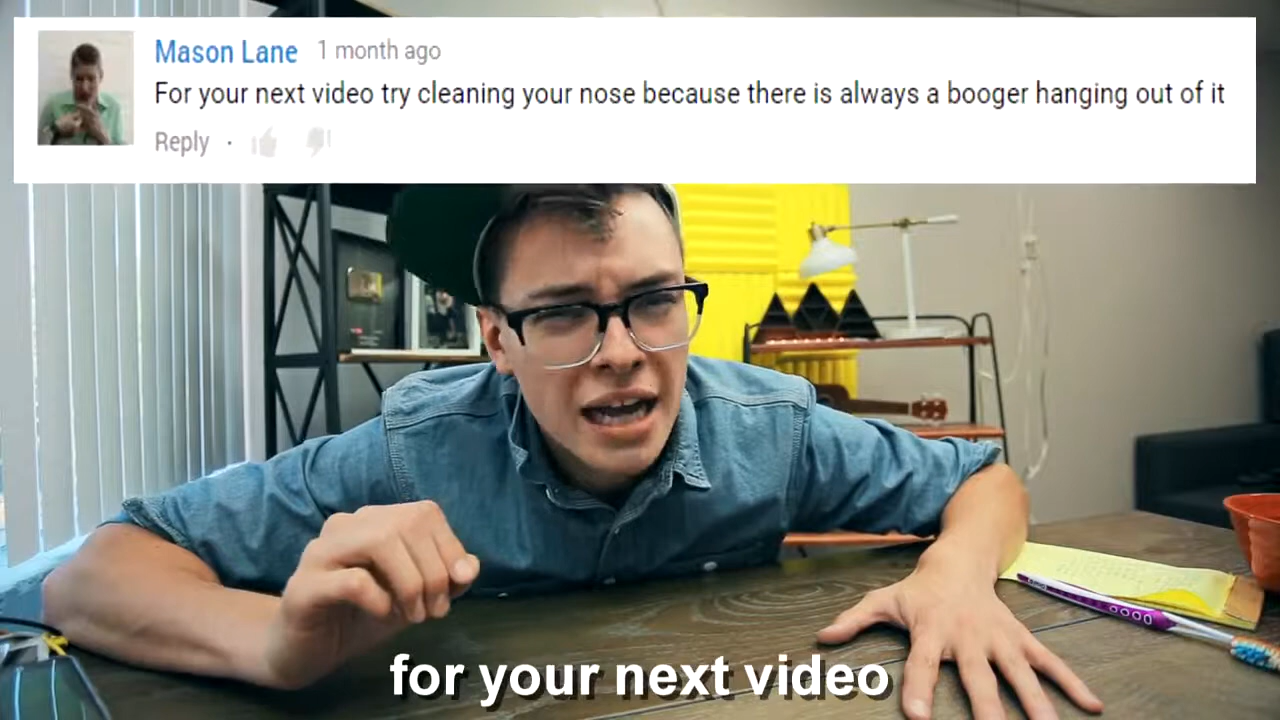 Mason Lane 1 month ago
For your next video try cleaning your nose because there is always a booger hanging out of it
Reply ·
for your next video